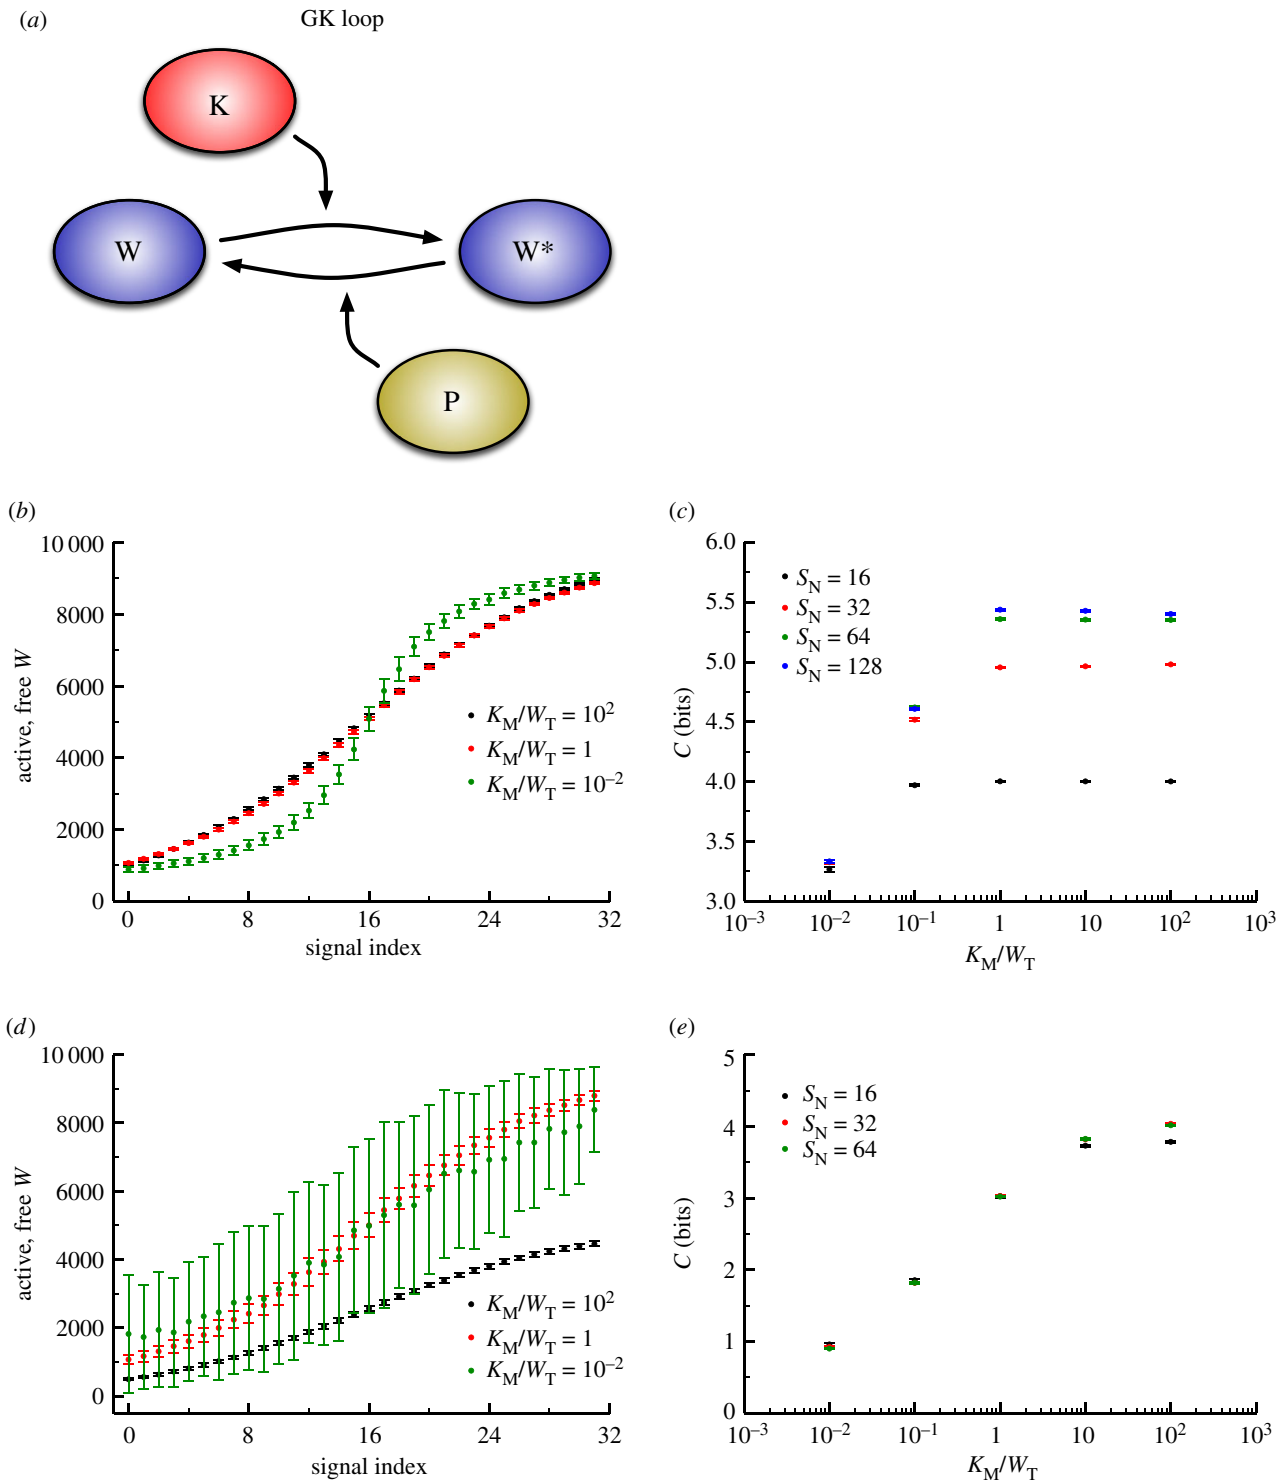 (a)
GK loop
K
W
W*
P
(b)
10 000
8000
6000
4000
2000
0
active, free W
K_M/W_T = 10^2
K_M/W_T = 1
K_M/W_T = 10^−2
0 8 16 24 32
signal index
(c)
6.0
5.5
5.0
4.5
4.0
3.5
3.0
C (bits)
S_N = 16
S_N = 32
S_N = 64
S_N = 128
10^−3 10^−2 10^−1 1 10 10^2 10^3
K_M/W_T
(d)
10 000
8000
6000
4000
2000
0
active, free W
K_M/W_T = 10^2
K_M/W_T = 1
K_M/W_T = 10^−2
0 8 16 24 32
signal index
(e)
5
4
3
2
1
0
C (bits)
S_N = 16
S_N = 32
S_N = 64
10^−3 10^−2 10^−1 1 10 10^2 10^3
K_M/W_T